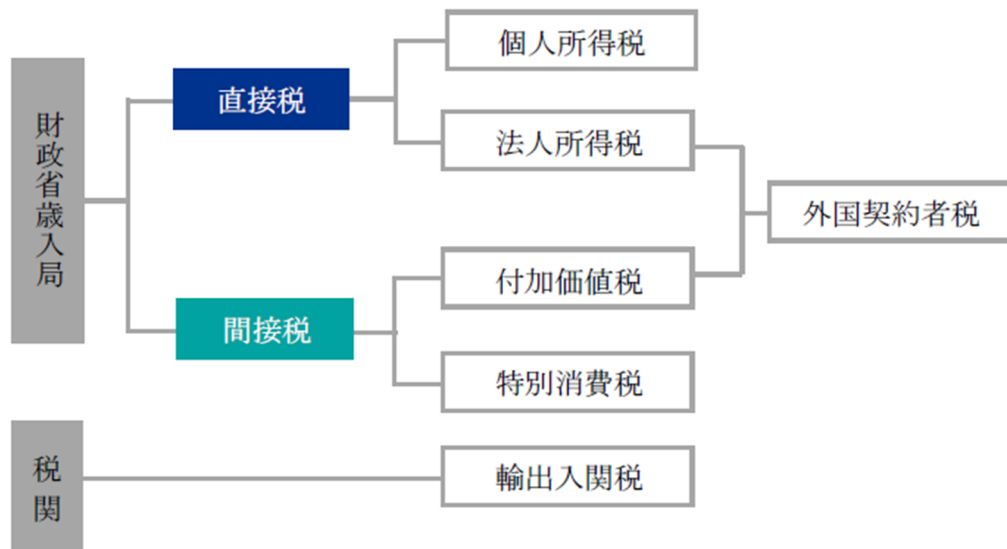 財政省歳入局
直接税
個人所得税
法人所得税
間接税
付加価値税
特別消費税
外国契約者税
税関
輸出入関税